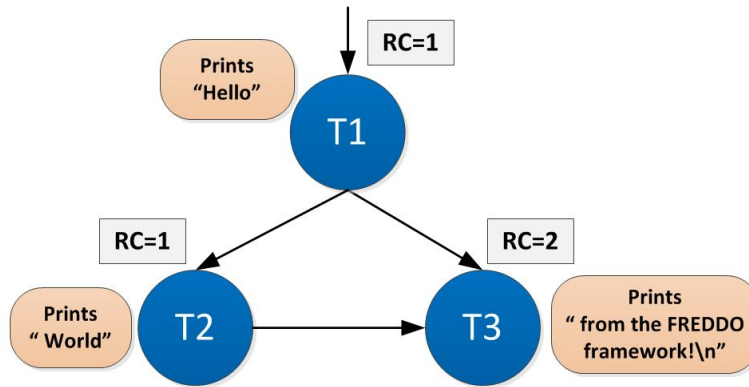 RC=1
Prints
“Hello”
T1
RC=1
RC=2
Prints
“ World”
T2
T3
Prints
“ from the FREDDO
framework!\n”